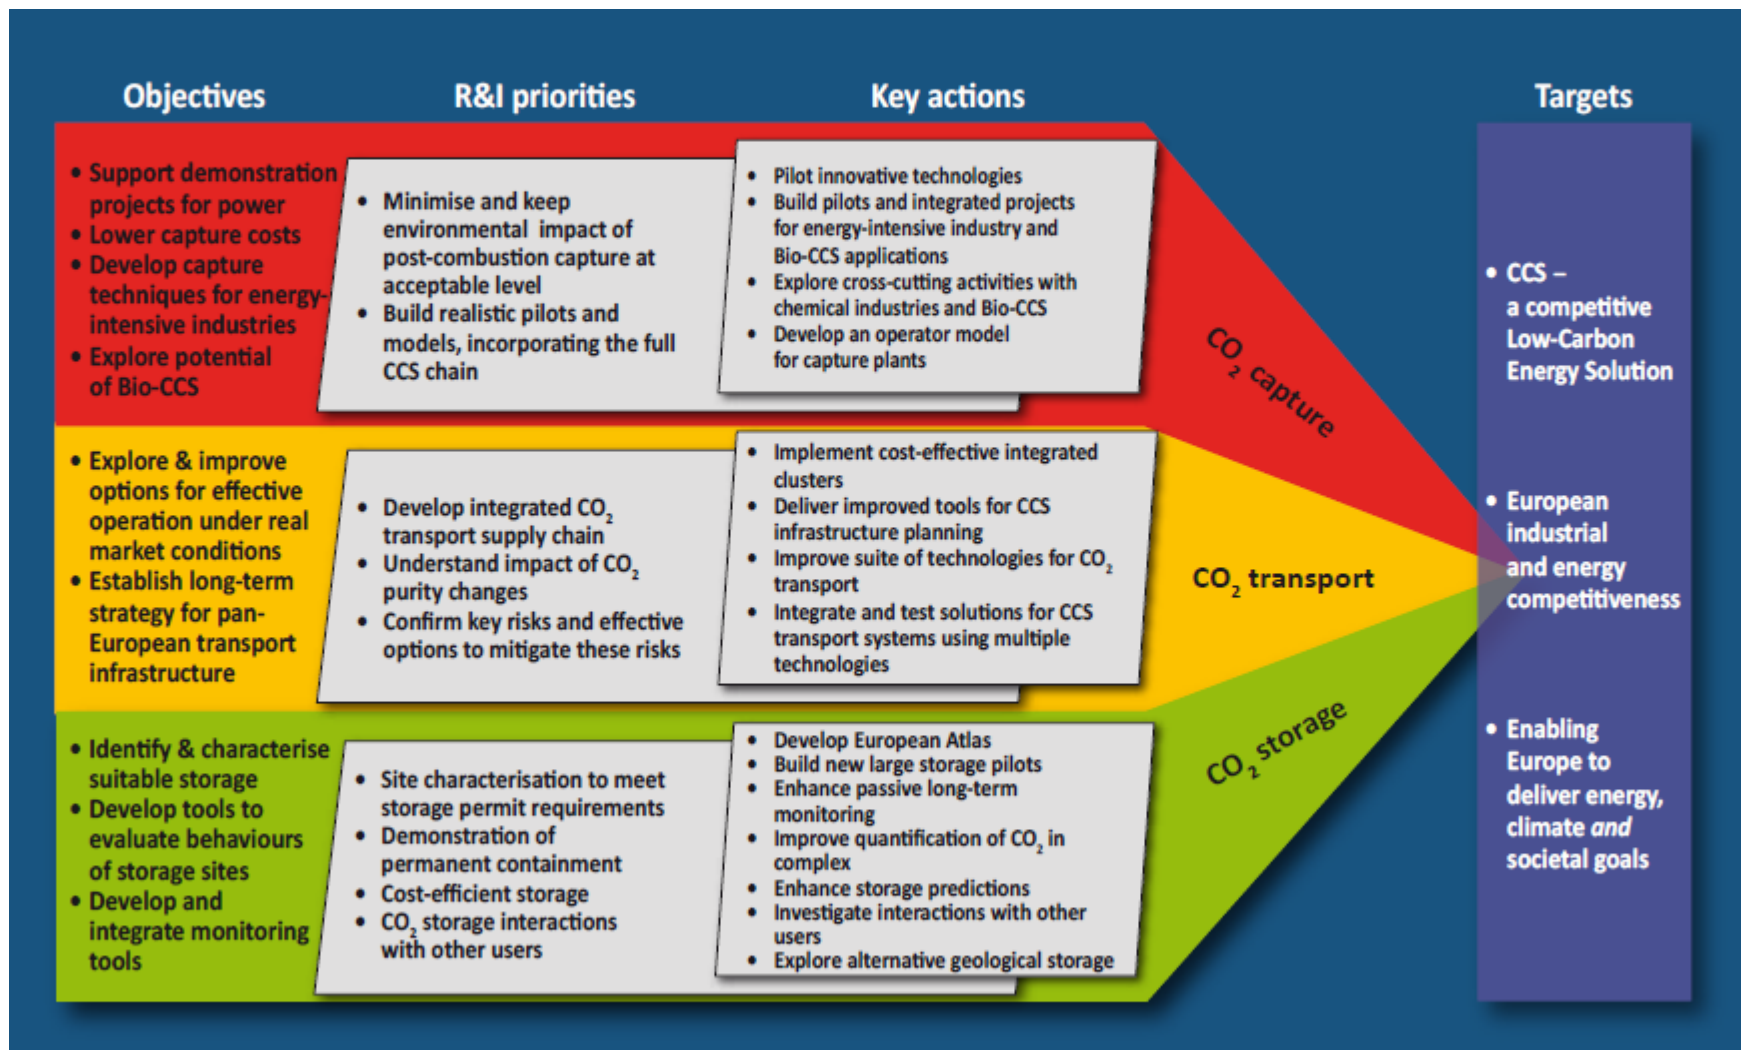 Objectives
R&I priorities
Key actions
Targets
• Support demonstration
projects for power
• Lower capture costs
• Develop capture
techniques for energy-
intensive industries
• Explore potential
of Bio-CCS
• Minimise and keep
environmental impact of
post-combustion capture at
acceptable level
• Build realistic pilots and
models, incorporating the full
CCS chain
• Pilot innovative technologies
• Build pilots and integrated projects
for energy-intensive industry and
Bio-CCS applications
• Explore cross-cutting activities with
chemical industries and Bio-CCS
• Develop an operator model
for capture plants
CO₂ capture
• Explore & improve
options for effective
operation under real
market conditions
• Establish long-term
strategy for pan-
European transport
infrastructure
• Develop integrated CO₂
transport supply chain
• Understand impact of CO₂
purity changes
• Confirm key risks and effective
options to mitigate these risks
• Implement cost-effective integrated
clusters
• Deliver improved tools for CCS
infrastructure planning
• Improve suite of technologies for CO₂
transport
• Integrate and test solutions for CCS
transport systems using multiple
technologies
CO₂ transport
• Identify & characterise
suitable storage
• Develop tools to
evaluate behaviours
of storage sites
• Develop and
integrate monitoring
tools
• Site characterisation to meet
storage permit requirements
• Demonstration of
permanent containment
• Cost-efficient storage
• CO₂ storage interactions
with other users
• Develop European Atlas
• Build new large storage pilots
• Enhance passive long-term
monitoring
• Improve quantification of CO₂ in
complex
• Enhance storage predictions
• Investigate interactions with other
users
• Explore alternative geological storage
CO₂ storage
• CCS –
a competitive
Low-Carbon
Energy Solution
• European
industrial
and energy
competitiveness
• Enabling
Europe to
deliver energy,
climate and
societal goals